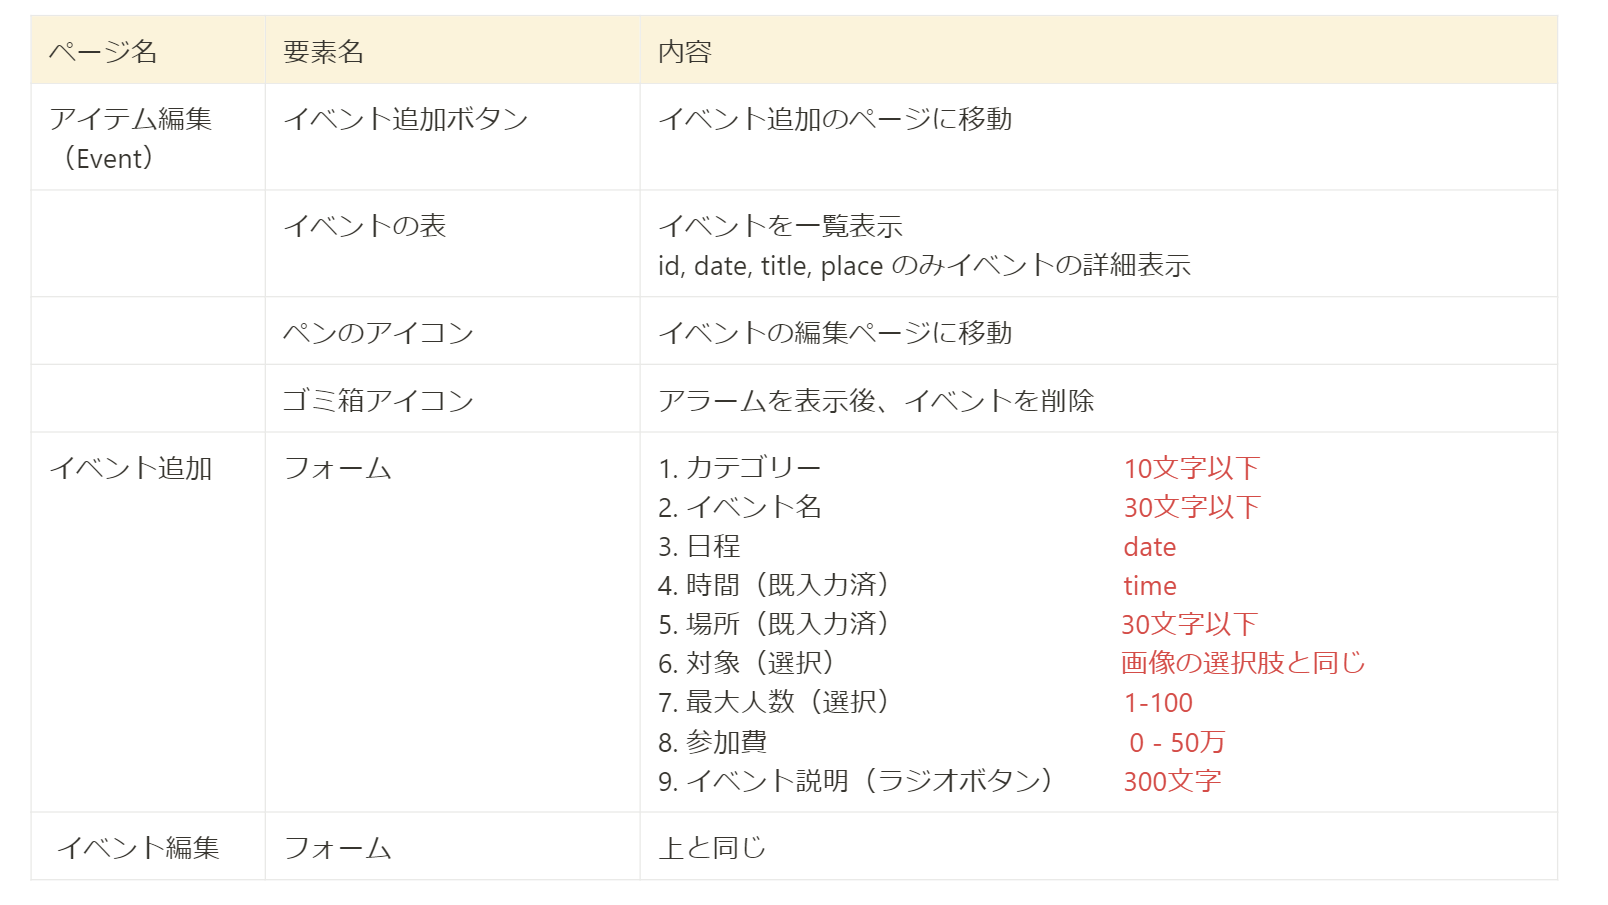 ページ名 要素名 内容
アイテム編集 イベント追加ボタン イベント追加のページに移動
（Event）
イベントの表 イベントを一覧表示
id, date, title, place のみイベントの詳細表示
ペンのアイコン イベントの編集ページに移動
ゴミ箱アイコン アラームを表示後、イベントを削除
イベント追加 フォーム 1. カテゴリー 10文字以下
2. イベント名 30文字以下
3. 日程 date
4. 時間（既入力済） time
5. 場所（既入力済） 30文字以下
6. 対象（選択） 画像の選択肢と同じ
7. 最大人数（選択） 1-100
8. 参加費 0 - 50万
9. イベント説明（ラジオボタン） 300文字
イベント編集 フォーム 上と同じ